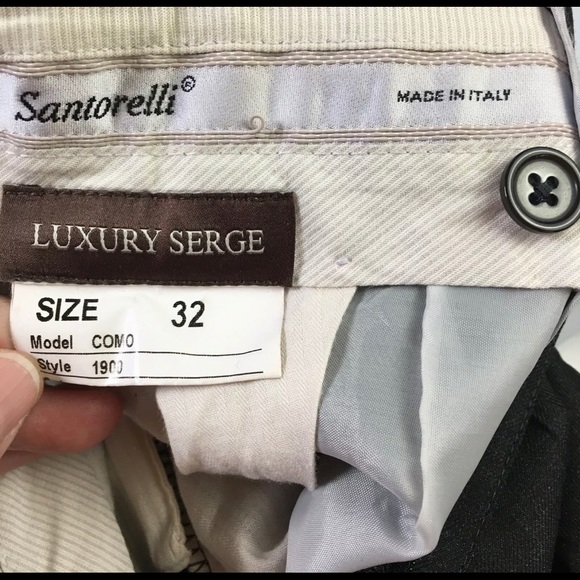 Santorelli® MADE IN ITALY
LUXURY SERGE
SIZE 32
Model COMO
Style 1900